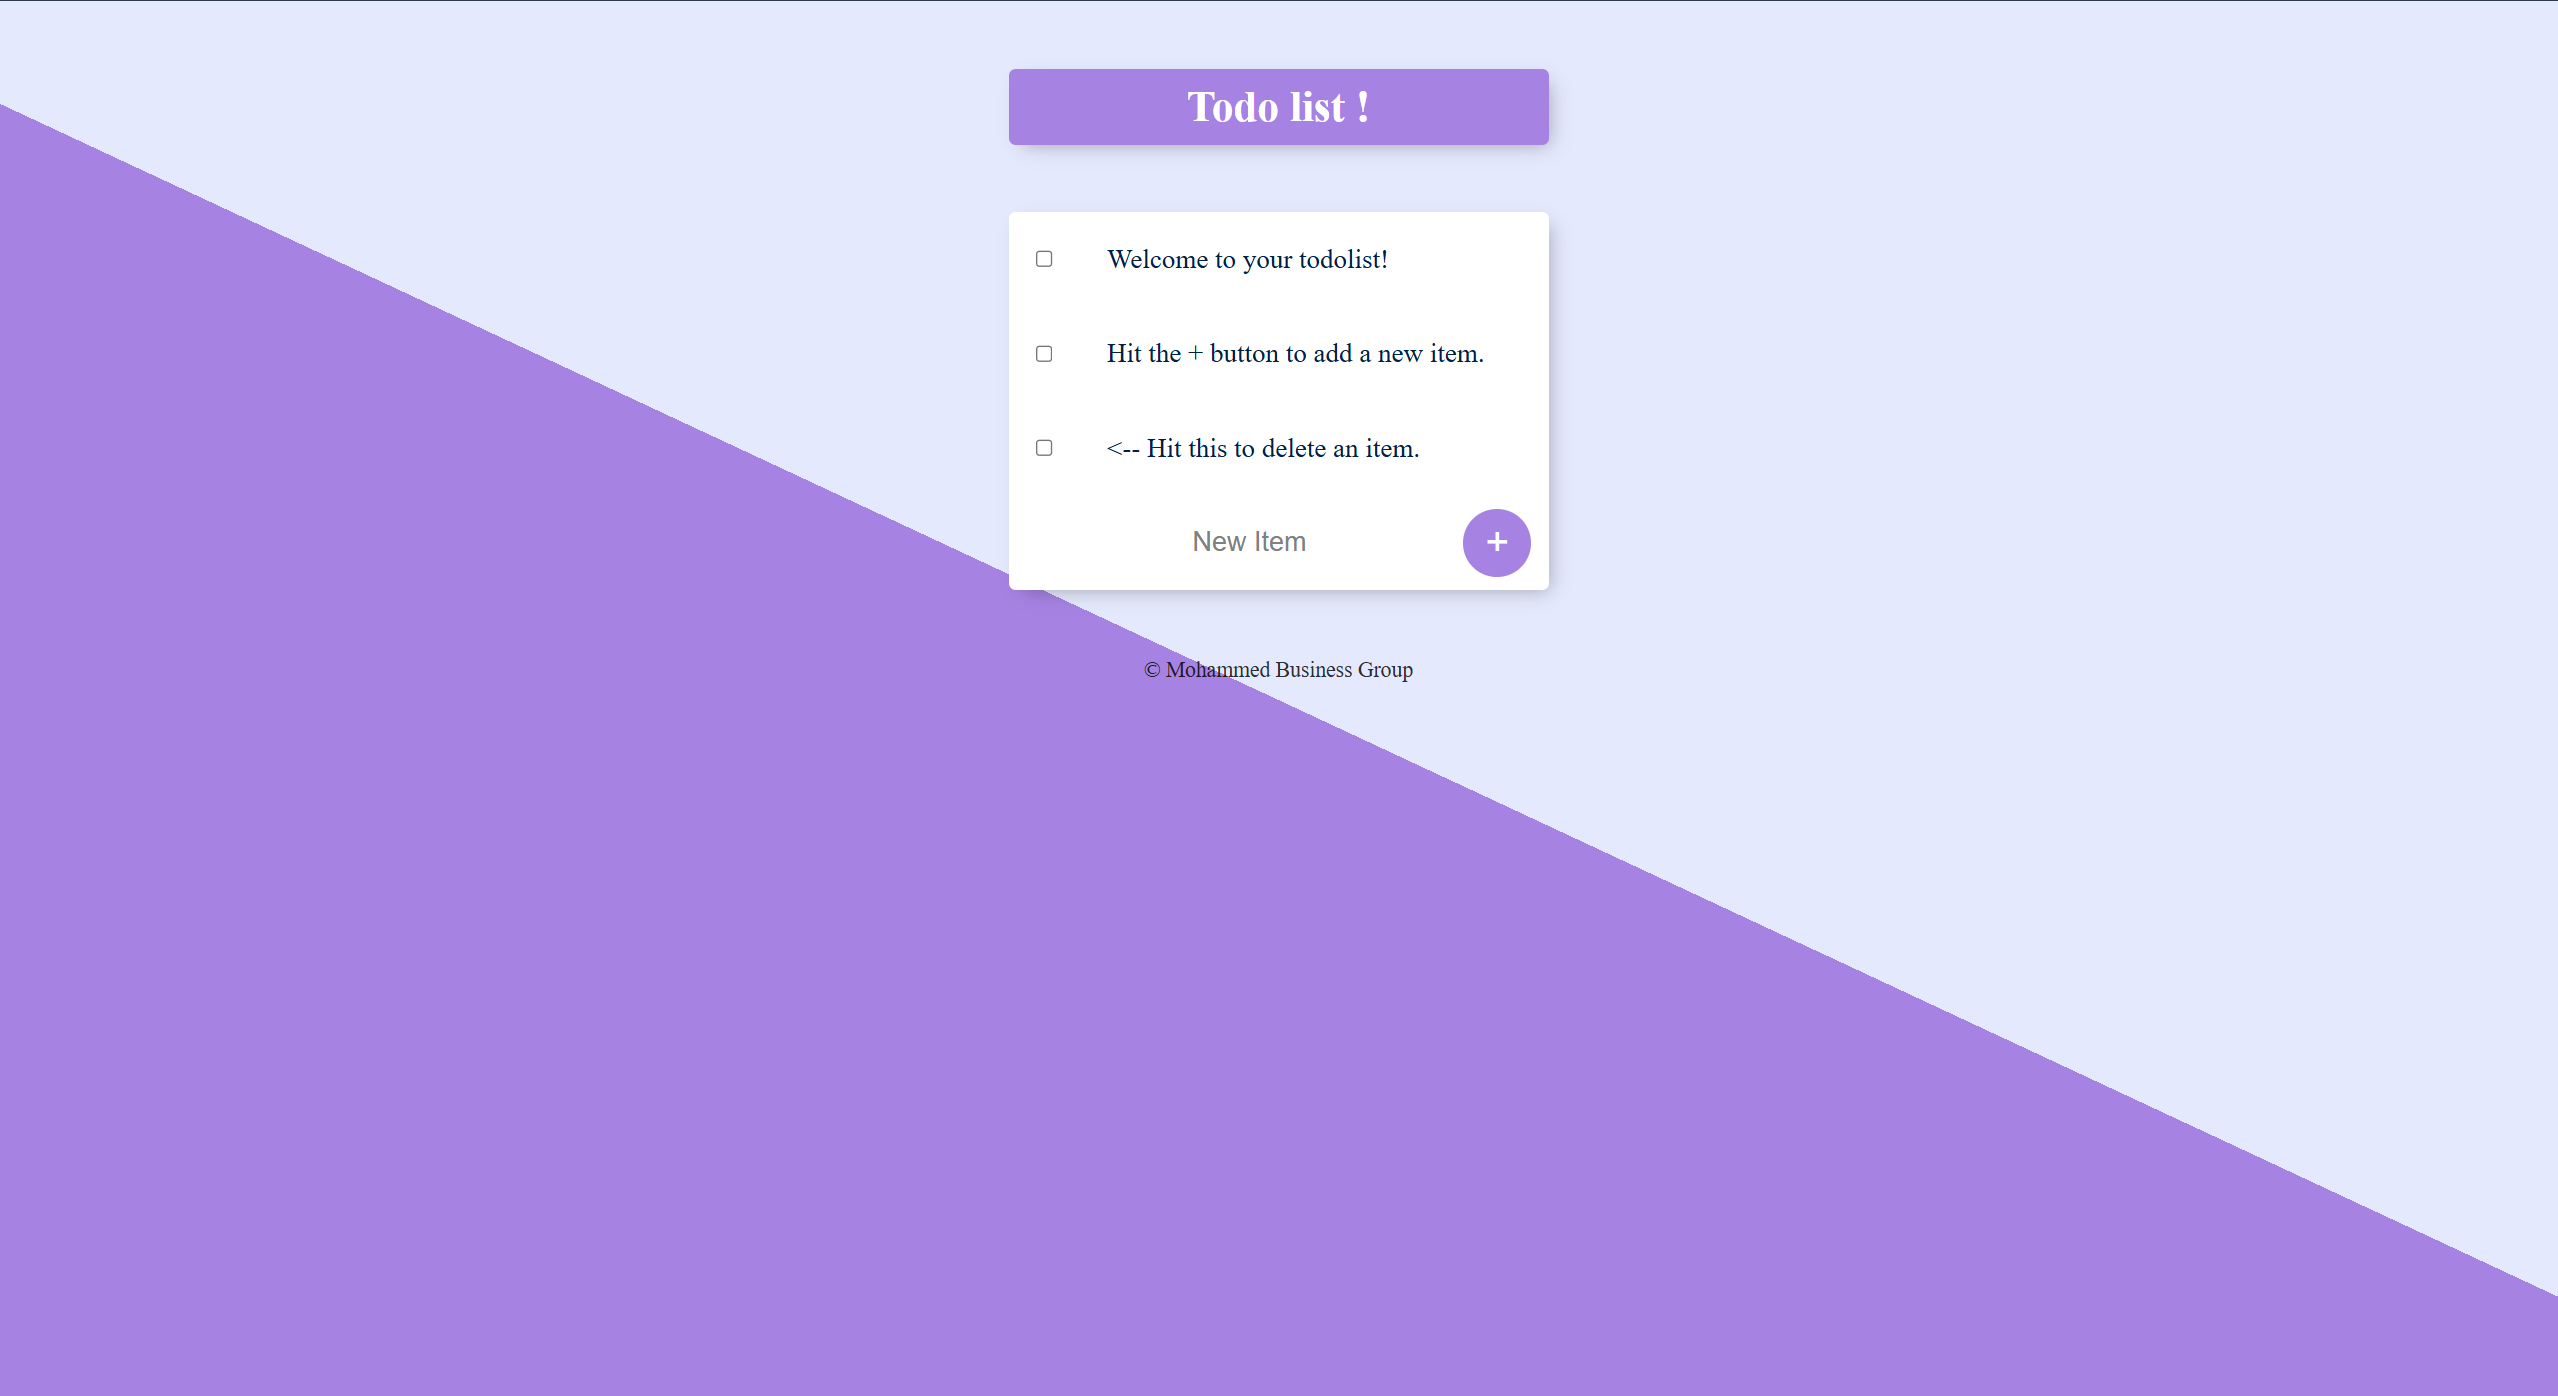 Todo list !
Welcome to your todolist!
Hit the + button to add a new item.
<-- Hit this to delete an item.
New Item
+
© Mohammed Business Group